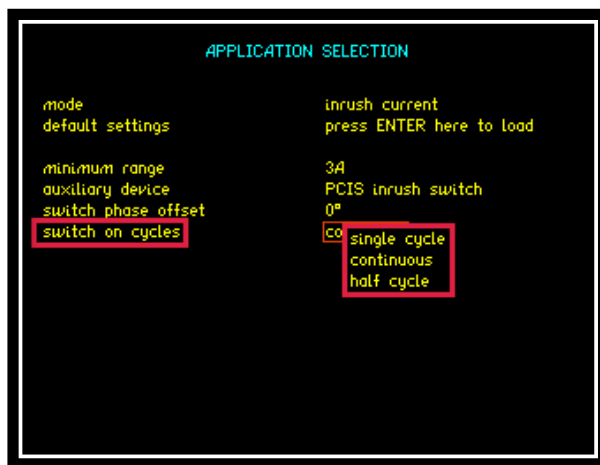 APPLICATION SELECTION
mode inrush current
default settings press ENTER here to load
minimum range 3A
auxiliary device PCIS inrush switch
switch phase offset 0°
switch on cycles co
single cycle
continuous
half cycle